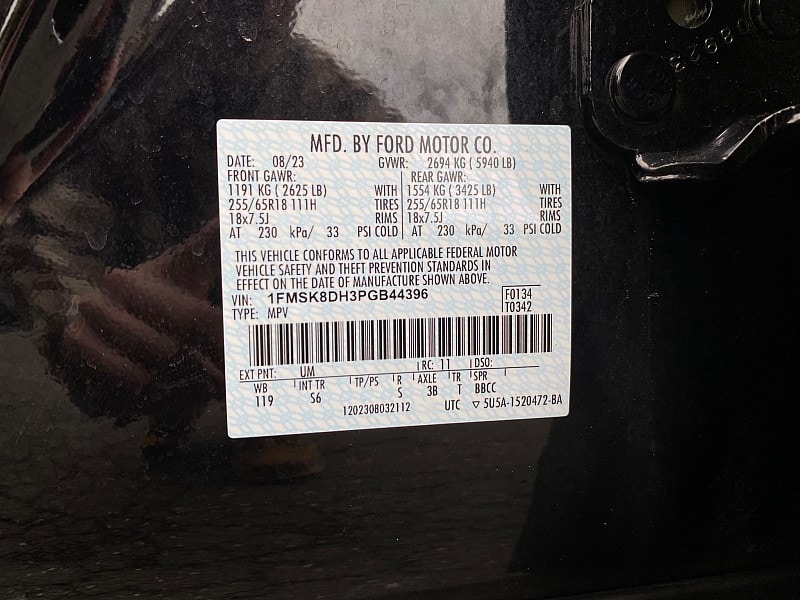 MFD. BY FORD MOTOR CO.
DATE: 08/23 GVWR: 2694 KG ( 5940 LB)
FRONT GAWR: REAR GAWR:
1191 KG ( 2625 LB) WITH 1554 KG ( 3425 LB) WITH
255/65R18 111H TIRES 255/65R18 111H TIRES
18x7.5J RIMS 18x7.5J RIMS
AT 230 kPa/ 33 PSI COLD AT 230 kPa/ 33 PSI COLD
THIS VEHICLE CONFORMS TO ALL APPLICABLE FEDERAL MOTOR
VEHICLE SAFETY AND THEFT PREVENTION STANDARDS IN
EFFECT ON THE DATE OF MANUFACTURE SHOWN ABOVE.
VIN: 1FMSK8DH3PGB44396 F0134
TYPE: MPV T0342
EXT PNT: UM RC: 11 DSO:
WB INT TR TP/PS R AXLE TR SPR
119 S6 S 3B T BBCC
1202308032112 UTC ▽ 5U5A-1520472-BA